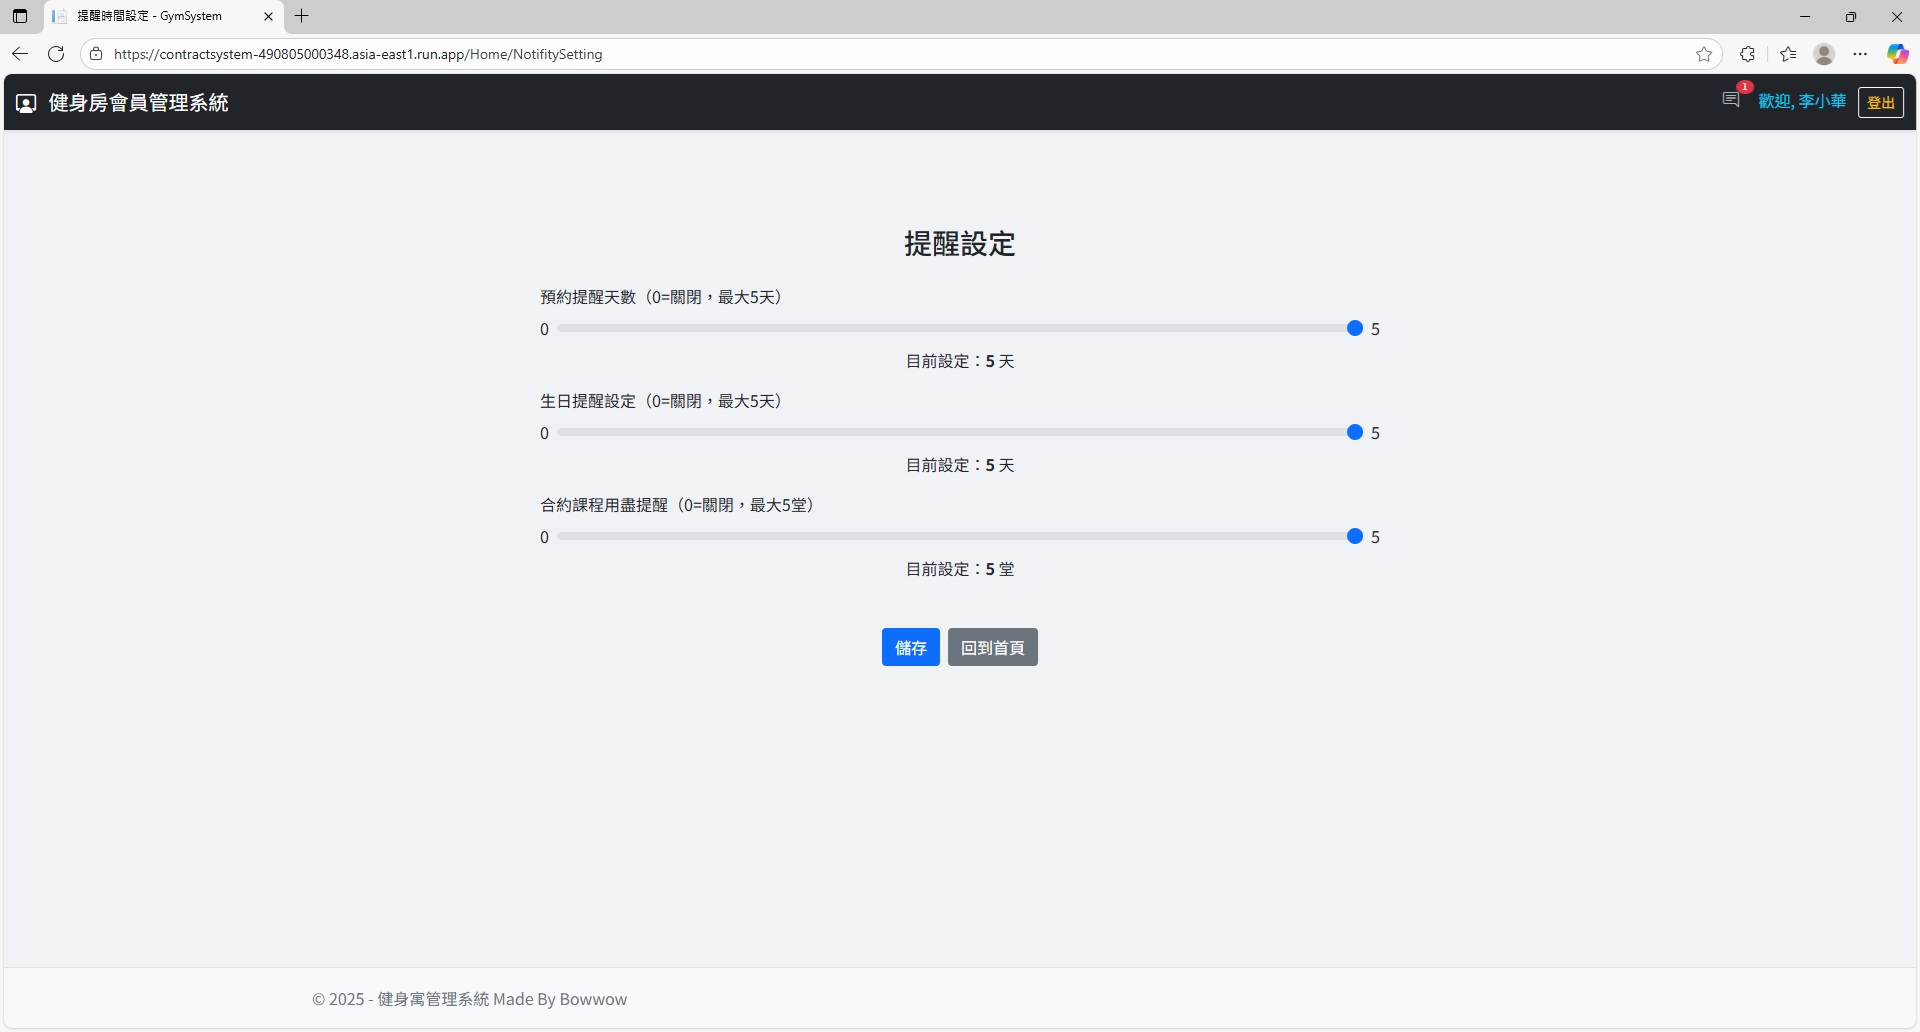 提醒時間設定 - GymSystem
https://contractsystem-490805000348.asia-east1.run.app/Home/NotifitySetting
健身房會員管理系統
1
歡迎, 李小華
登出
提醒設定
預約提醒天數（0=關閉，最大5天）
0 5
目前設定：5 天
生日提醒設定（0=關閉，最大5天）
0 5
目前設定：5 天
合約課程用盡提醒（0=關閉，最大5堂）
0 5
目前設定：5 堂
儲存 回到首頁
© 2025 - 健身寓管理系統 Made By Bowwow